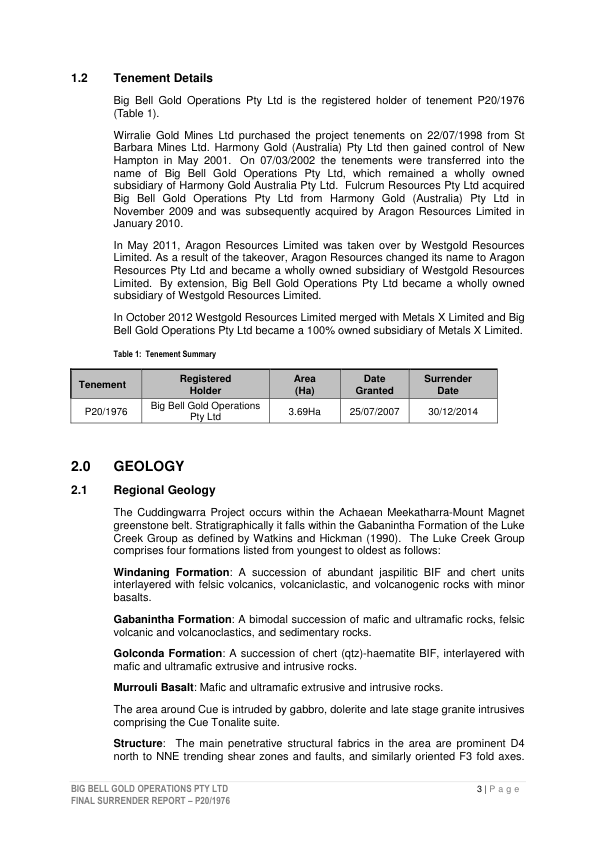 1.2 Tenement Details
Big Bell Gold Operations Pty Ltd is the registered holder of tenement P20/1976
(Table 1).
Wirralie Gold Mines Ltd purchased the project tenements on 22/07/1998 from St
Barbara Mines Ltd. Harmony Gold (Australia) Pty Ltd then gained control of New
Hampton in May 2001. On 07/03/2002 the tenements were transferred into the
name of Big Bell Gold Operations Pty Ltd, which remained a wholly owned
subsidiary of Harmony Gold Australia Pty Ltd. Fulcrum Resources Pty Ltd acquired
Big Bell Gold Operations Pty Ltd from Harmony Gold (Australia) Pty Ltd in
November 2009 and was subsequently acquired by Aragon Resources Limited in
January 2010.
In May 2011, Aragon Resources Limited was taken over by Westgold Resources
Limited. As a result of the takeover, Aragon Resources changed its name to Aragon
Resources Pty Ltd and became a wholly owned subsidiary of Westgold Resources
Limited. By extension, Big Bell Gold Operations Pty Ltd became a wholly owned
subsidiary of Westgold Resources Limited.
In October 2012 Westgold Resources Limited merged with Metals X Limited and Big
Bell Gold Operations Pty Ltd became a 100% owned subsidiary of Metals X Limited.
Table 1: Tenement Summary
Tenement Registered Holder Area (Ha) Date Granted Surrender Date
P20/1976 Big Bell Gold Operations Pty Ltd 3.69Ha 25/07/2007 30/12/2014
2.0 GEOLOGY
2.1 Regional Geology
The Cuddingwarra Project occurs within the Achaean Meekatharra-Mount Magnet
greenstone belt. Stratigraphically it falls within the Gabanintha Formation of the Luke
Creek Group as defined by Watkins and Hickman (1990). The Luke Creek Group
comprises four formations listed from youngest to oldest as follows:
Windaning Formation: A succession of abundant jaspilitic BIF and chert units
interlayered with felsic volcanics, volcaniclastic, and volcanogenic rocks with minor
basalts.
Gabanintha Formation: A bimodal succession of mafic and ultramafic rocks, felsic
volcanic and volcanoclastics, and sedimentary rocks.
Golconda Formation: A succession of chert (qtz)-haematite BIF, interlayered with
mafic and ultramafic extrusive and intrusive rocks.
Murrouli Basalt: Mafic and ultramafic extrusive and intrusive rocks.
The area around Cue is intruded by gabbro, dolerite and late stage granite intrusives
comprising the Cue Tonalite suite.
Structure: The main penetrative structural fabrics in the area are prominent D4
north to NNE trending shear zones and faults, and similarly oriented F3 fold axes.
BIG BELL GOLD OPERATIONS PTY LTD 3 | Page
FINAL SURRENDER REPORT – P20/1976